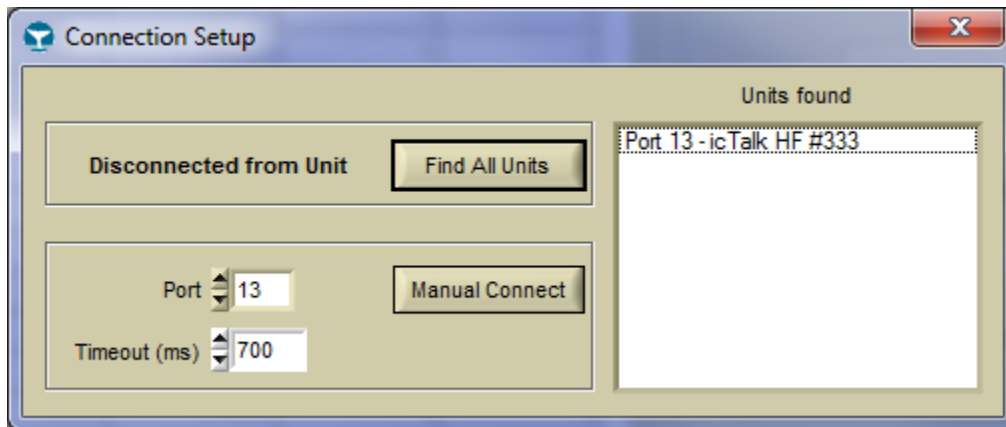 Connection Setup
Units found
Disconnected from Unit
Find All Units
Port 13 - icTalk HF #333
Port 13
Manual Connect
Timeout (ms) 700